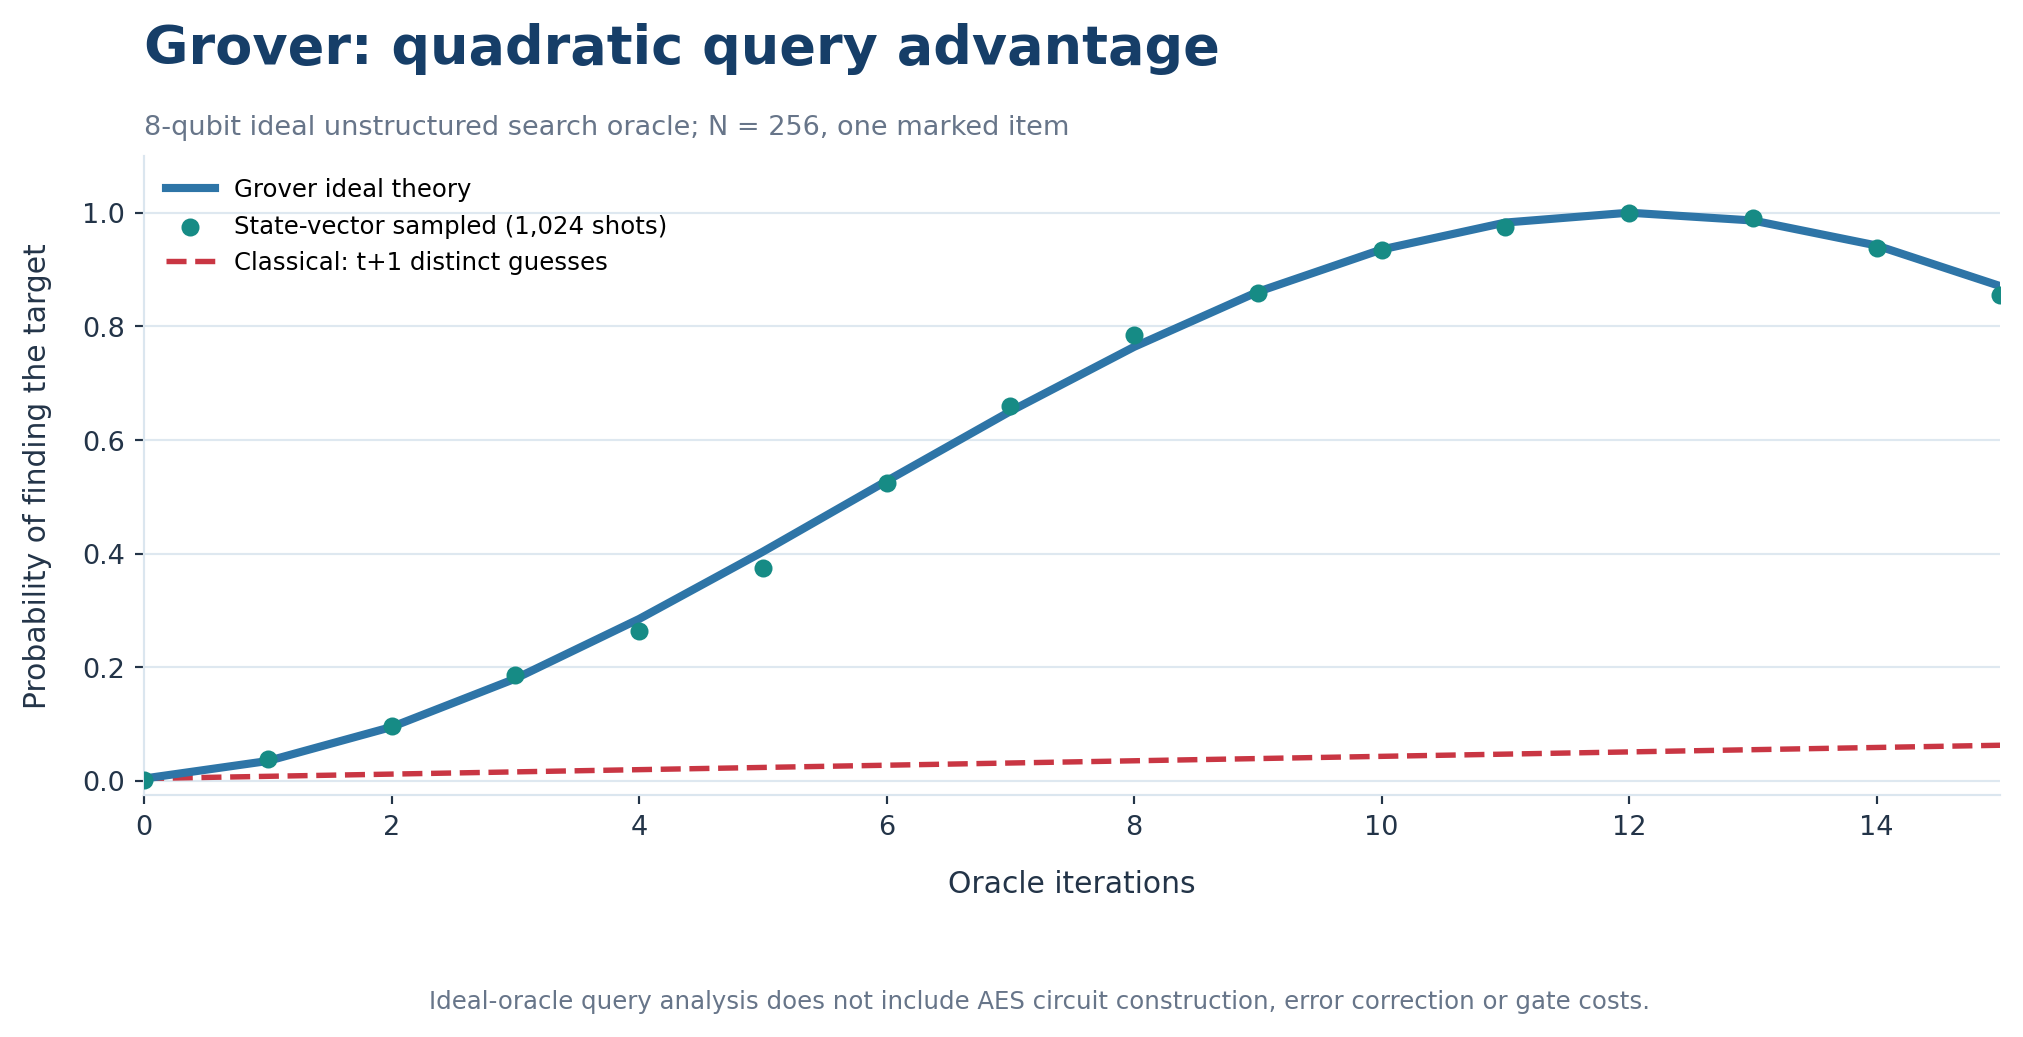 Grover: quadratic query advantage
8-qubit ideal unstructured search oracle; N = 256, one marked item
Grover ideal theory
State-vector sampled (1,024 shots)
Classical: t+1 distinct guesses
Probability of finding the target
1.0
0.8
0.6
0.4
0.2
0.0
0 2 4 6 8 10 12 14
Oracle iterations
Ideal-oracle query analysis does not include AES circuit construction, error correction or gate costs.